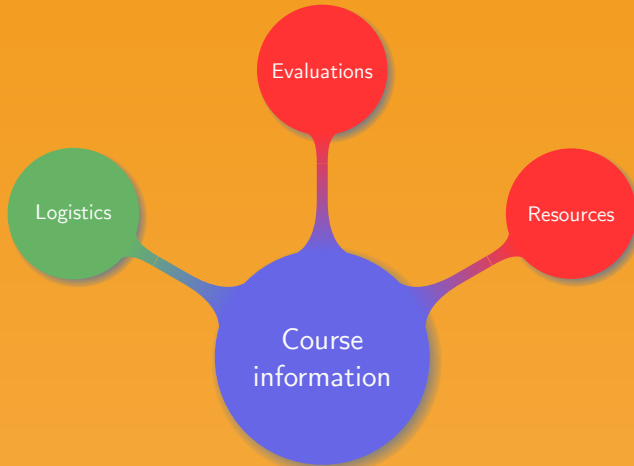 Evaluations
Logistics
Resources
Course
information